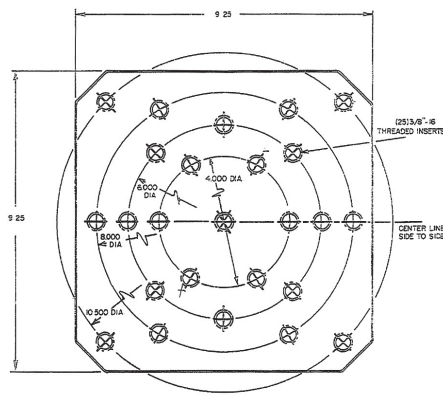 9 25
(25)3/8"-16
THREADED INSERTS
4.000 DIA
6.000
DIA
9 25
CENTER LINE
SIDE TO SIDE
8.000
DIA
10 500 DIA